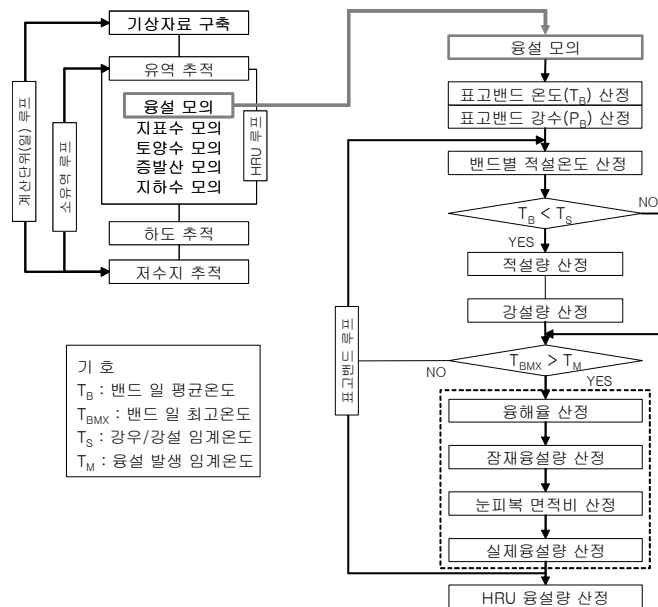 기상자료 구축
유역 추적
융설 모의
지표수 모의
토양수 모의
증발산 모의
지하수 모의
하도 추적
저수지 추적
계산단위(일) 루프
소유역 루프
HRU 루프
기 호
T_B : 밴드 일 평균온도
T_BMX : 밴드 일 최고온도
T_S : 강우/강설 임계온도
T_M : 융설 발생 임계온도
융설 모의
표고밴드 온도(T_B) 산정
표고밴드 강수(P_B) 산정
밴드별 적설온도 산정
T_B < T_S
NO
YES
적설량 산정
강설량 산정
T_BMX > T_M
NO
YES
융해율 산정
잠재융설량 산정
눈피복 면적비 산정
실제융설량 산정
HRU 융설량 산정
표고밴드 루프